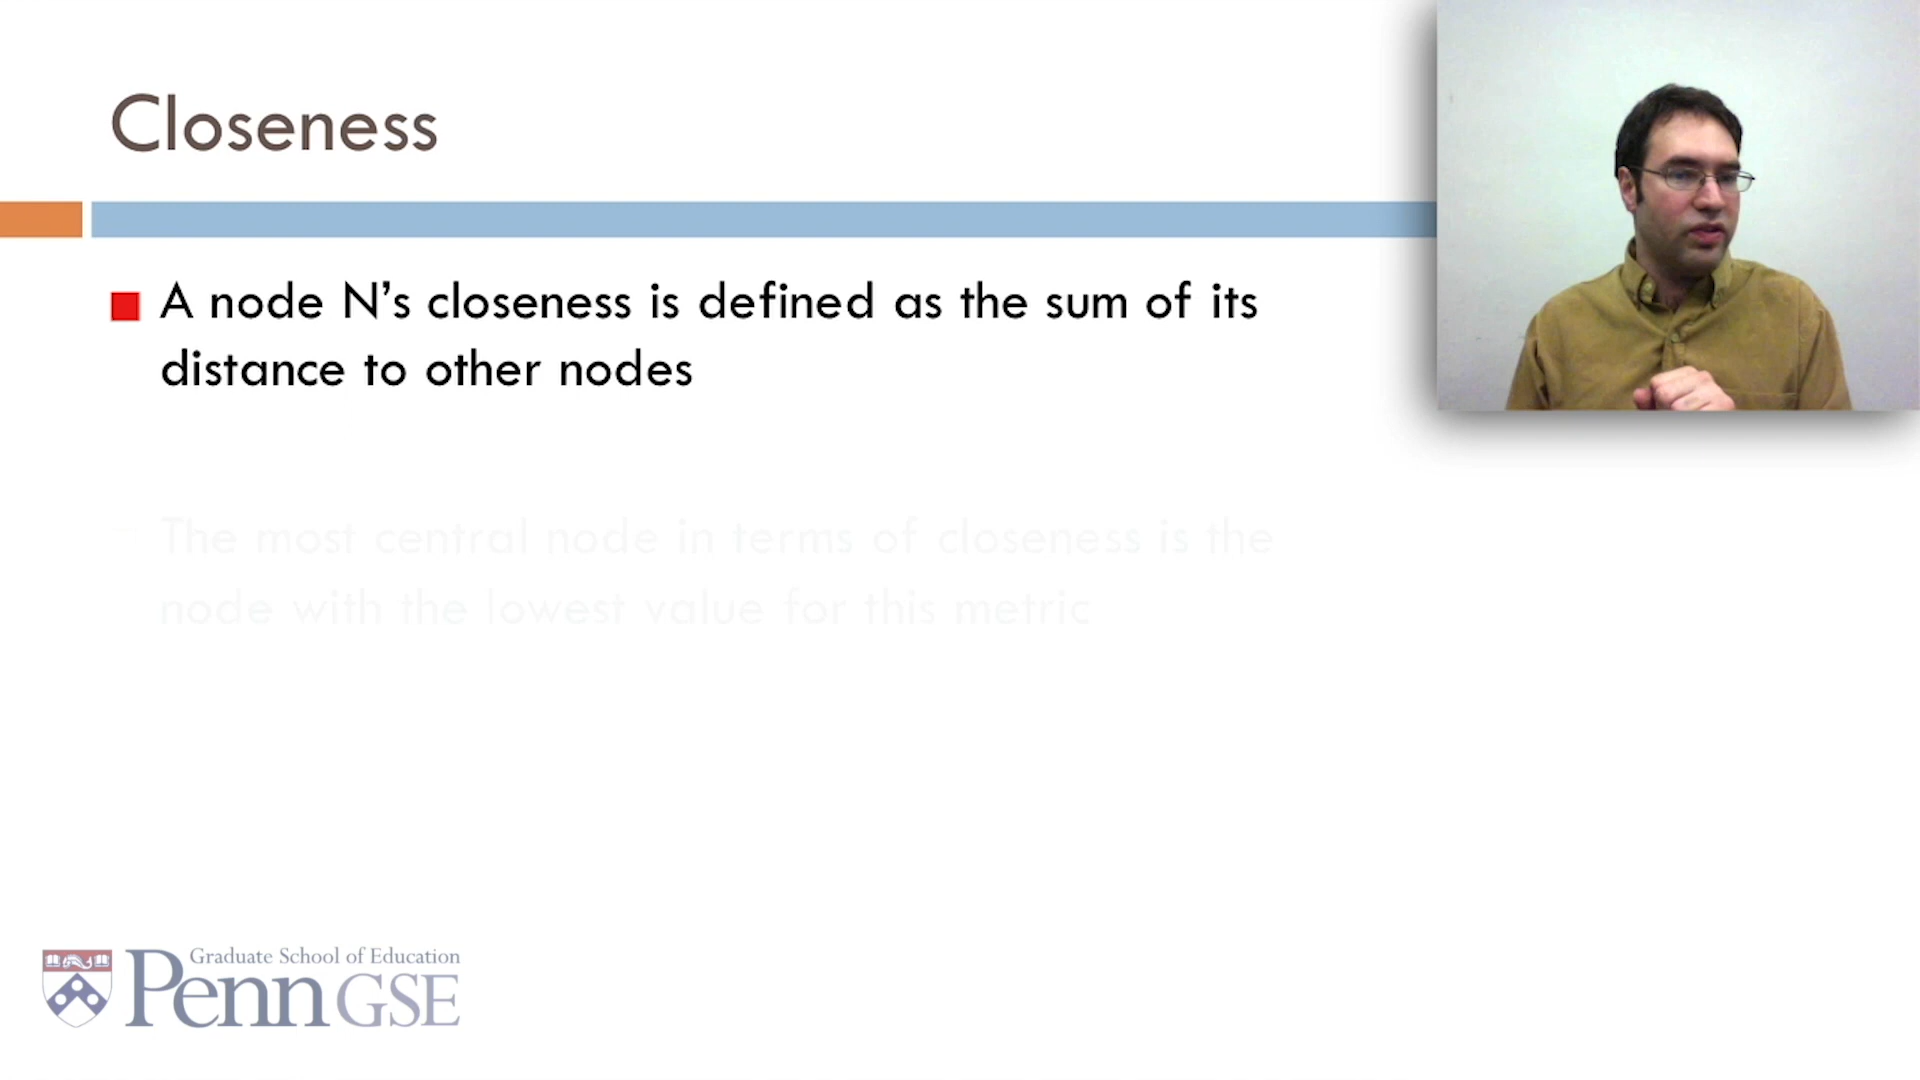 Closeness
A node N’s closeness is defined as the sum of its
distance to other nodes
The most central node in terms of closeness is the
node with the lowest value for this metric
Graduate School of Education
Penn GSE